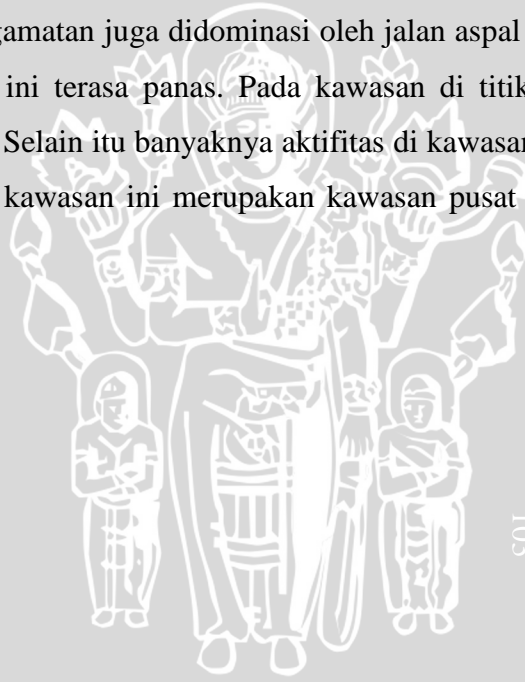 gamatan juga didominasi oleh jalan aspal
ini terasa panas. Pada kawasan di titik
Selain itu banyaknya aktifitas di kawasan
kawasan ini merupakan kawasan pusat
105